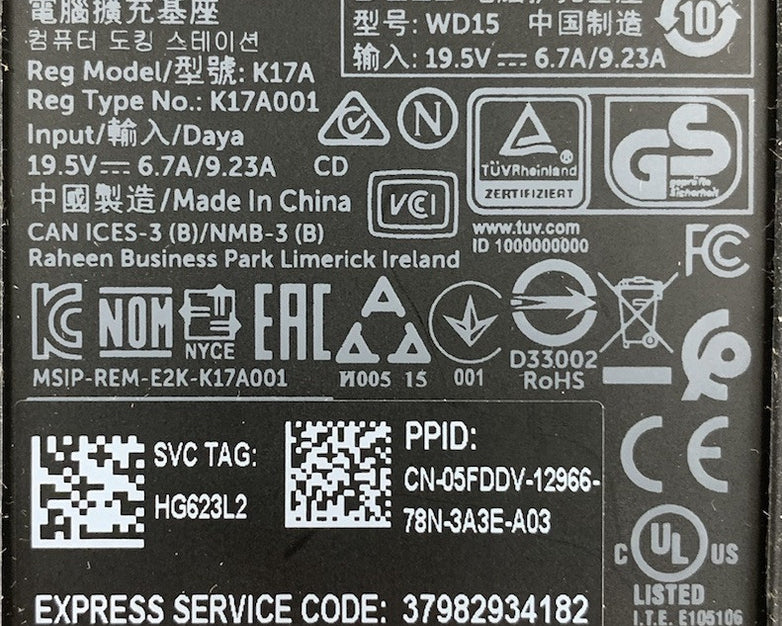 電腦擴充基座
컴퓨터 도킹 스테이션
Reg Model/型號: K17A
Reg Type No.: K17A001
Input/輸入/Daya
19.5V⎓ 6.7A/9.23A CD
中國製造/Made In China
CAN ICES-3 (B)/NMB-3 (B)
Raheen Business Park Limerick Ireland
型号: WD15 中国制造
输入: 19.5V⎓ 6.7A/9.23A
10
N
VCI
TÜVRheinland®
ZERTIFIZIERT
GS
geprüfte
Sicherheit
www.tuv.com
ID 1000000000
FC
KC
NOM
NYCE
EAC
И005 15
001
D33002
RoHS
MSIP-REM-E2K-K17A001
SVC TAG:
HG623L2
PPID:
CN-05FDDV-12966-
78N-3A3E-A03
EXPRESS SERVICE CODE: 37982934182
CE
C UL US
LISTED
I.T.E. E105106